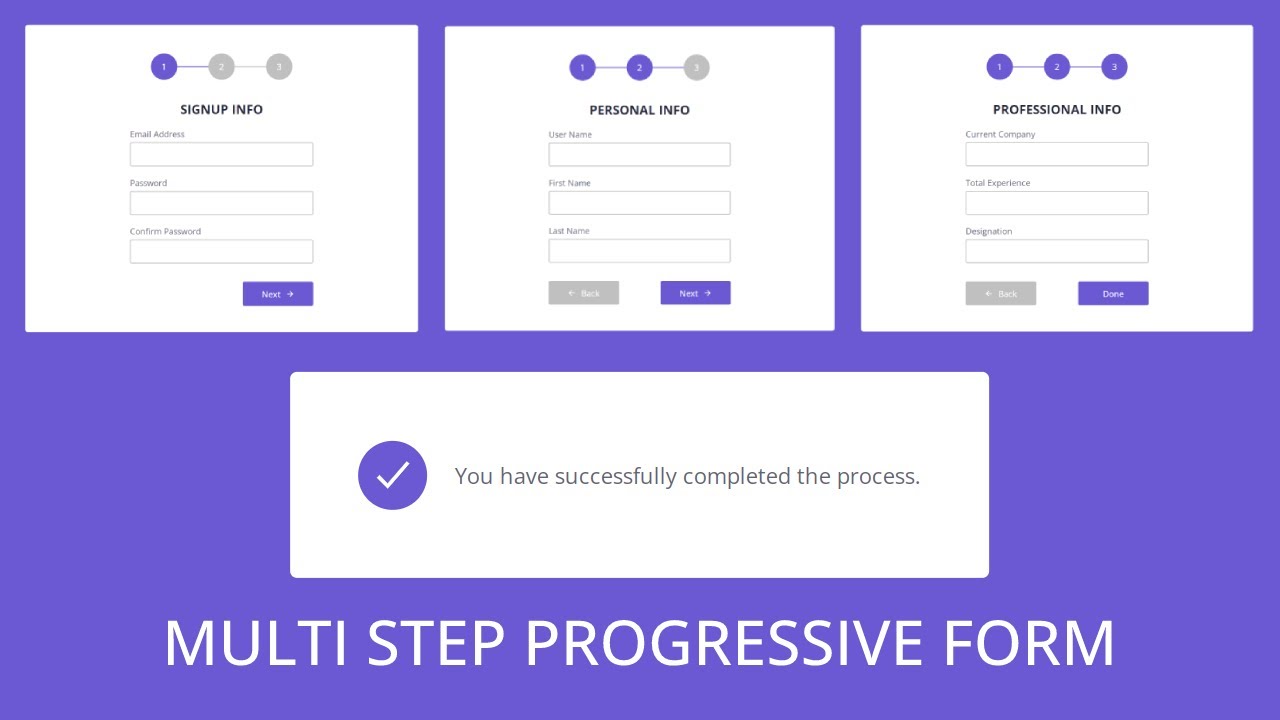 1 2 3
SIGNUP INFO
Email Address
Password
Confirm Password
Next →
1 2 3
PERSONAL INFO
User Name
First Name
Last Name
← Back Next →
1 2 3
PROFESSIONAL INFO
Current Company
Total Experience
Designation
← Back Done
You have successfully completed the process.
MULTI STEP PROGRESSIVE FORM